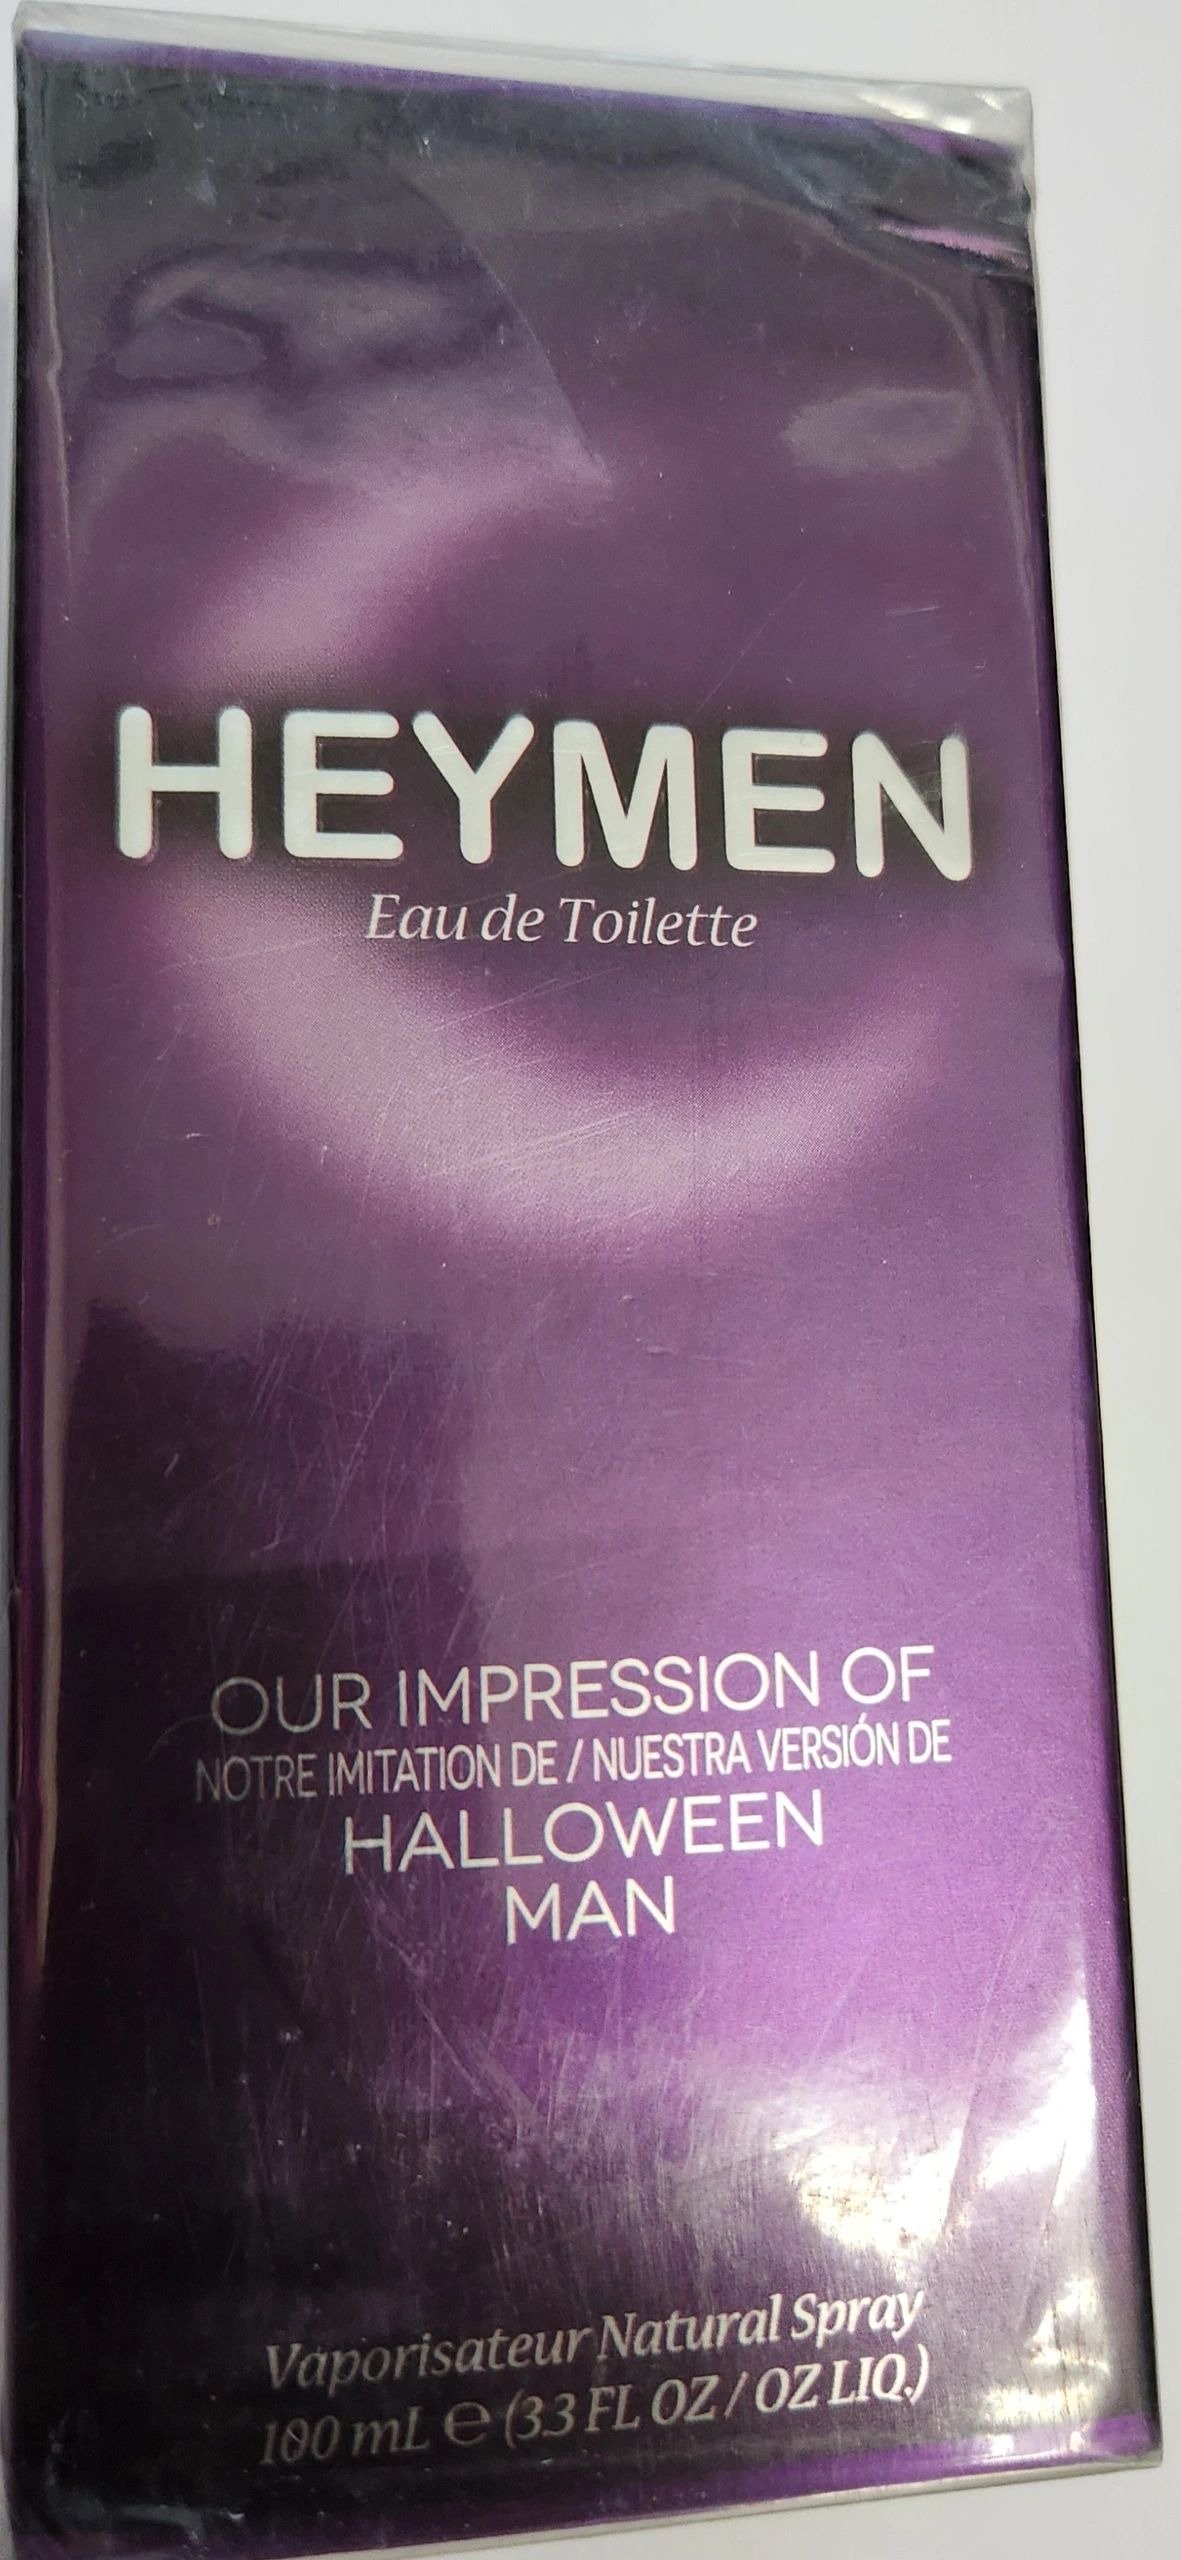 HEYMEN
Eau de Toilette
OUR IMPRESSION OF
NOTRE IMITATION DE / NUESTRA VERSIÓN DE
HALLOWEEN
MAN
Vaporisateur Natural Spray
100 mL ℮ (3.3 FL OZ / OZ LIQ.)